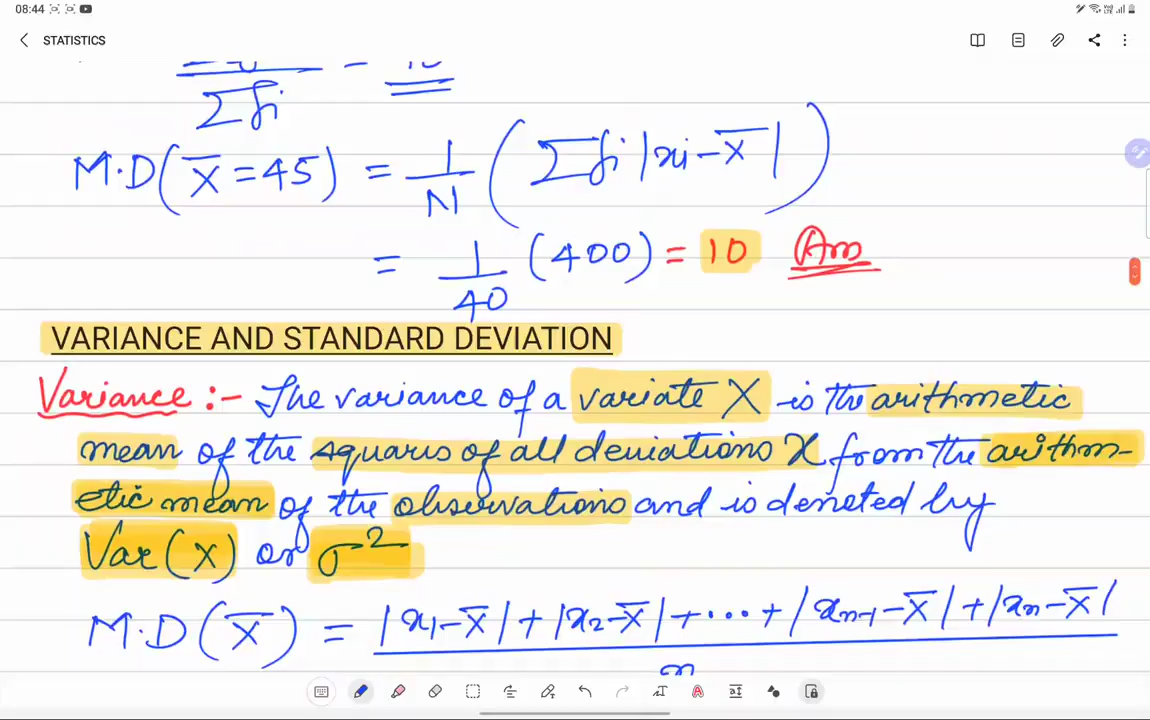 08:44
STATISTICS
Σfi
M.D(X̄ = 45) = 1/N (Σfi |xi - X̄|)
= 1/40 (400) = 10 Ans
VARIANCE AND STANDARD DEVIATION
Variance :- The variance of a variate X is the arithmetic
mean of the squares of all deviations X from the arithm-
etic mean of the observations and is denoted by
Var(X) or σ²
M.D(X̄) = |x1 - X̄| + |x2 - X̄| + ... + |xn-1 - X̄| + |xn - X̄|